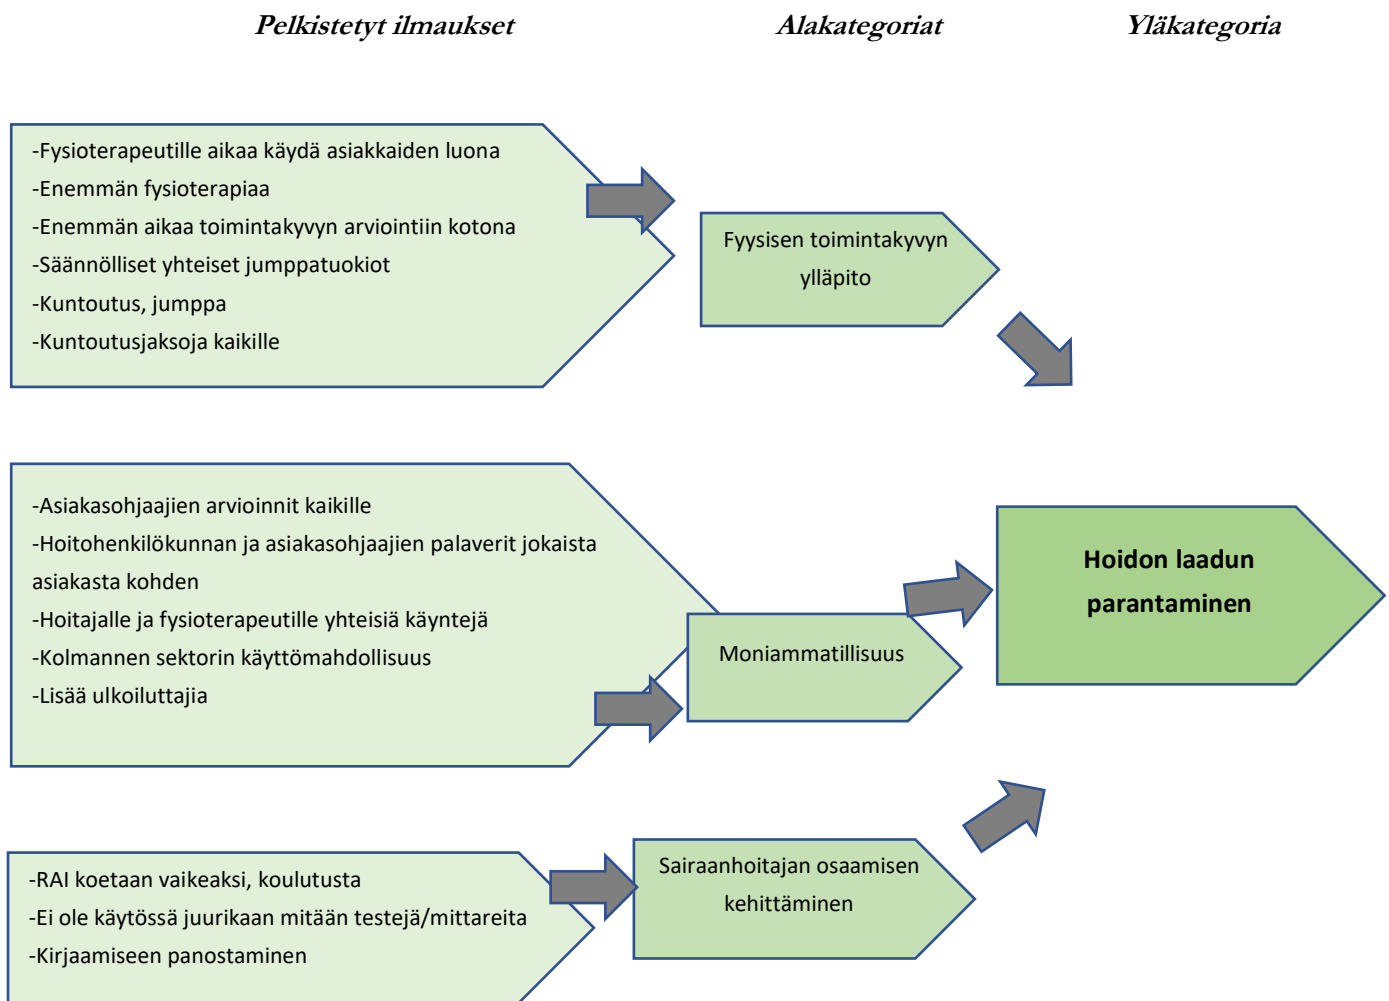 Pelkistetyt ilmaukset
Alakategoriat
Yläkategoria
-Fysioterapeutille aikaa käydä asiakkaiden luona
-Enemmän fysioterapiaa
-Enemmän aikaa toimintakyvyn arviointiin kotona
-Säännölliset yhteiset jumppatuokiot
-Kuntoutus, jumppa
-Kuntoutusjaksoja kaikille
Fyysisen toimintakyvyn
ylläpito
-Asiakasohjaajien arvioinnit kaikille
-Hoitohenkilökunnan ja asiakasohjaajien palaverit jokaista
asiakasta kohden
-Hoitajalle ja fysioterapeutille yhteisiä käyntejä
-Kolmannen sektorin käyttömahdollisuus
-Lisää ulkoiluttajia
Moniammatillisuus
Hoidon laadun
parantaminen
-RAI koetaan vaikeaksi, koulutusta
-Ei ole käytössä juurikaan mitään testejä/mittareita
-Kirjaamiseen panostaminen
Sairaanhoitajan osaamisen
kehittäminen